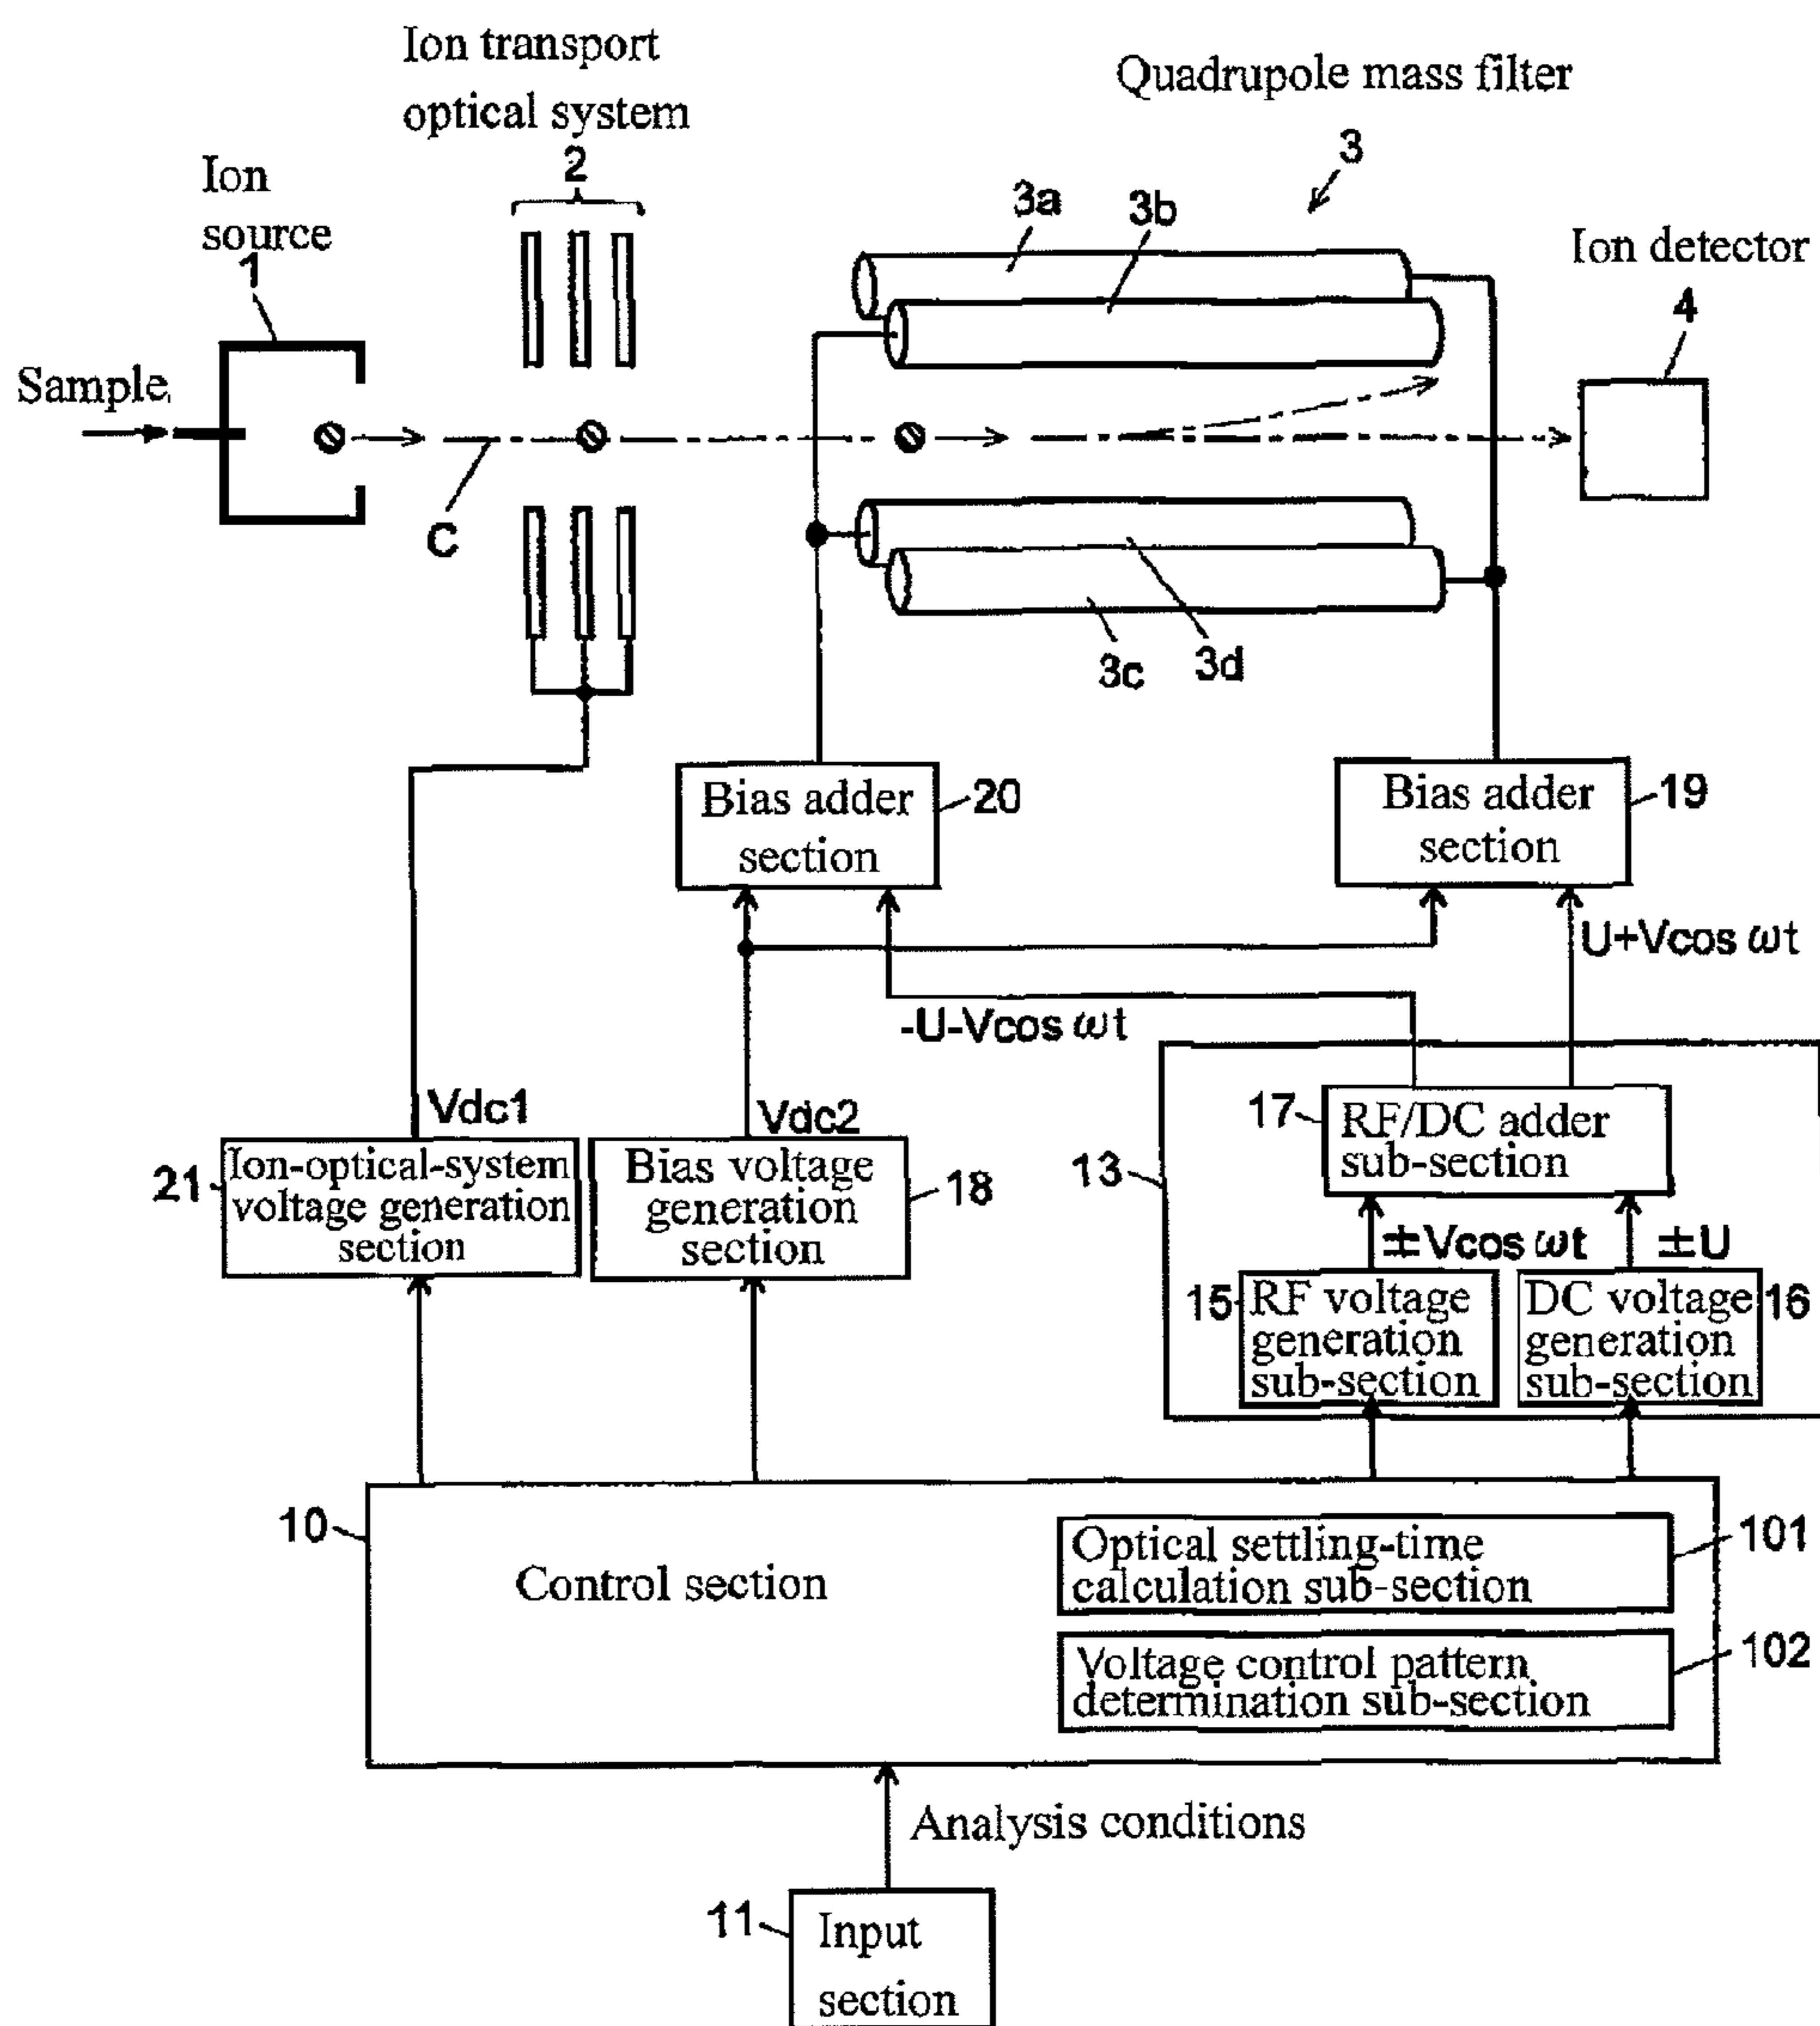 Ion transport
optical system
2
Quadrupole mass filter
3
Ion
source
1
3a
3b
Ion detector
4
Sample
C
3c
3d
Bias adder
section
20
Bias adder
section
19
U+Vcos ωt
-U-Vcos ωt
Vdc1
Vdc2
17
RF/DC adder
sub-section
21
Ion-optical-system
voltage generation
section
Bias voltage
generation
section
18
13
±Vcos ωt
±U
15
RF voltage
generation
sub-section
DC voltage
generation
sub-section
16
10
Control section
Optical settling-time
calculation sub-section
101
Voltage control pattern
determination sub-section
102
Analysis conditions
11
Input
section